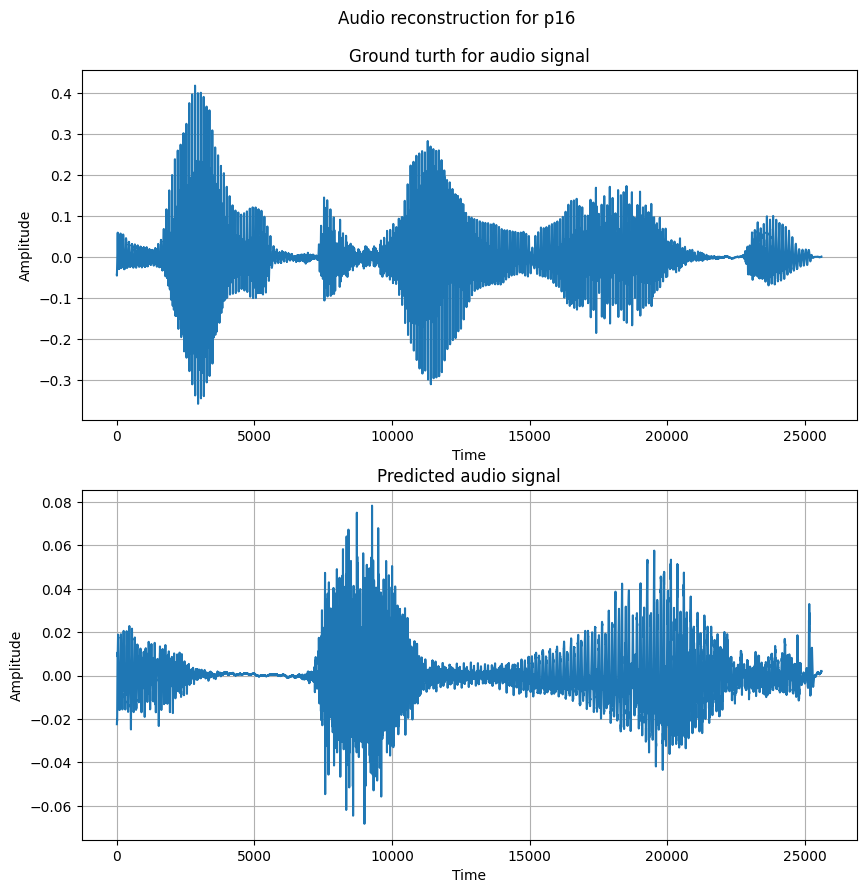 Audio reconstruction for p16
Ground turth for audio signal
0.4
0.3
0.2
0.1
0.0
−0.1
−0.2
−0.3
Amplitude
0 5000 10000 15000 20000 25000
Time
Predicted audio signal
0.08
0.06
0.04
0.02
0.00
−0.02
−0.04
−0.06
Amplitude
0 5000 10000 15000 20000 25000
Time